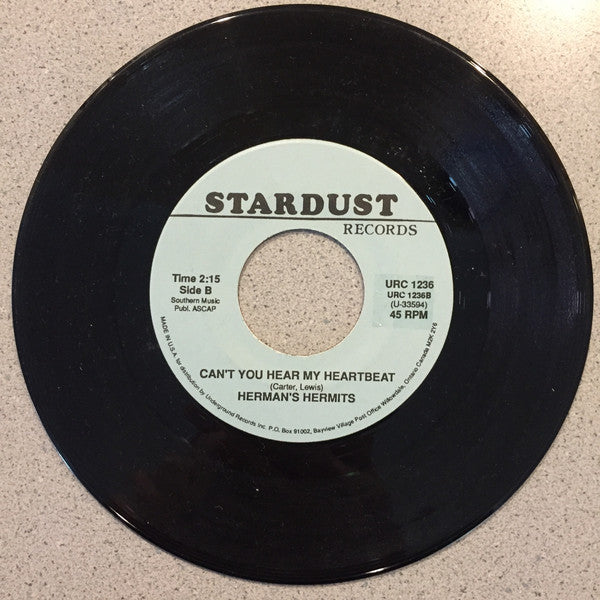 STARDUST
RECORDS
Time 2:15
Side B
Southern Music
Publ. ASCAP
URC 1236
URC 1236B
(U-33594)
45 RPM
CAN'T YOU HEAR MY HEARTBEAT
(Carter, Lewis)
HERMAN'S HERMITS
MADE IN U.S.A. for distribution by Underground Records Inc. P.O. Box 91002, Bayview Village Post Office Willowdale, Ontario Canada M2K 2Y6